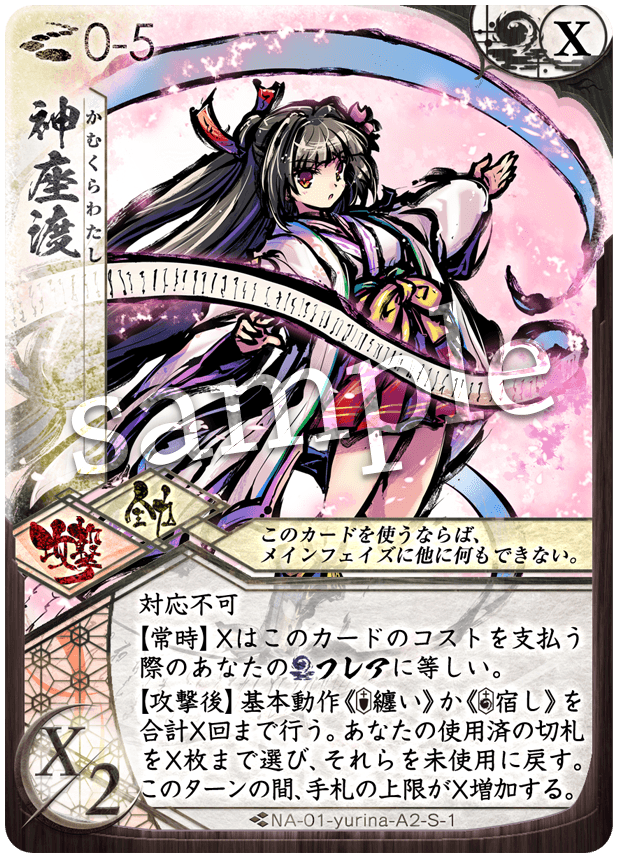 0-5
X
神座渡
かむくらわたし
sample
攻撃
全力
このカードを使うならば、
メインフェイズに他に何もできない。
対応不可
【常時】Xはこのカードのコストを支払う
際のあなたのフレアに等しい。
【攻撃後】基本動作《纏い》か《宿し》を
合計X回まで行う。あなたの使用済の切札
をX枚まで選び、それらを未使用に戻す。
このターンの間、手札の上限がX増加する。
X/2
NA-01-yurina-A2-S-1